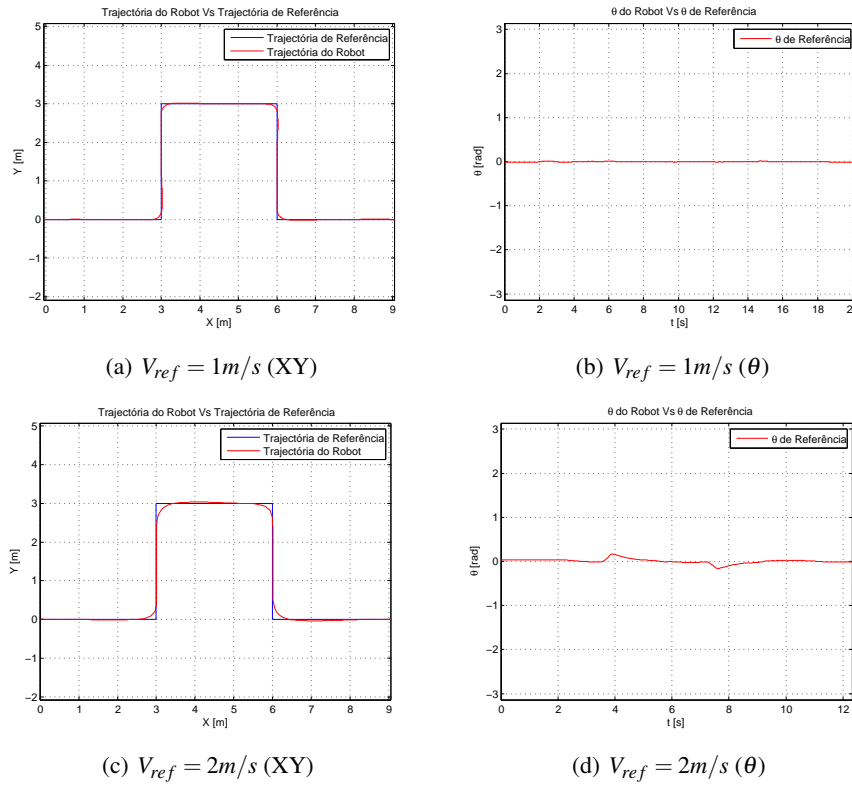 Trajectória do Robot Vs Trajectória de Referência
Trajectória de Referência
Trajectória do Robot
Y [m]
5
4
3
2
1
0
−1
−2
0 1 2 3 4 5 6 7 8 9
X [m]
θ do Robot Vs θ de Referência
θ de Referência
θ [rad]
3
2
1
0
−1
−2
−3
0 2 4 6 8 10 12 14 16 18 20
t [s]
(a) V_ref = 1m/s (XY)
(b) V_ref = 1m/s (θ)
Trajectória do Robot Vs Trajectória de Referência
Trajectória de Referência
Trajectória do Robot
Y [m]
5
4
3
2
1
0
−1
−2
0 1 2 3 4 5 6 7 8 9
X [m]
θ do Robot Vs θ de Referência
θ de Referência
θ [rad]
3
2
1
0
−1
−2
−3
0 2 4 6 8 10 12
t [s]
(c) V_ref = 2m/s (XY)
(d) V_ref = 2m/s (θ)